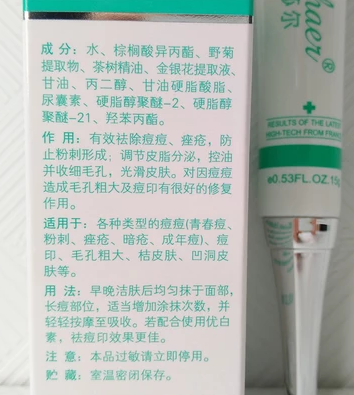 成 分：水、棕榈酸异丙酯、野菊
提取物、茶树精油、金银花提取液、
甘油、丙二醇、甘油硬脂酸脂、
尿囊素、硬脂醇聚醚-2、硬脂醇
聚醚-21、羟苯丙酯。
作 用：有效祛除痘痘、痤疮，防
止粉刺形成；调节皮脂分泌，控油
并收细毛孔，光滑皮肤。对因痘痘
造成毛孔粗大及痘印有很好的修复
作用。
适用于：各种类型的痘痘(青春痘、
粉刺、痤疮、暗疮、成年痘)、痘
印、毛孔粗大、桔皮肤、凹洞皮
肤等。
用 法：早晚洁肤后均匀抹于面部，
长痘部位，适当增加涂抹次数，并
轻轻按摩至吸收。若配合使用优白
素，祛痘印效果更佳。
注 意：本品过敏请立即停用。
贮 藏：室温密闭保存。
haer®
尔
RESULTS OF THE LATES
HIGH-TECH FROM FRANCE
e0.53FL.OZ.15